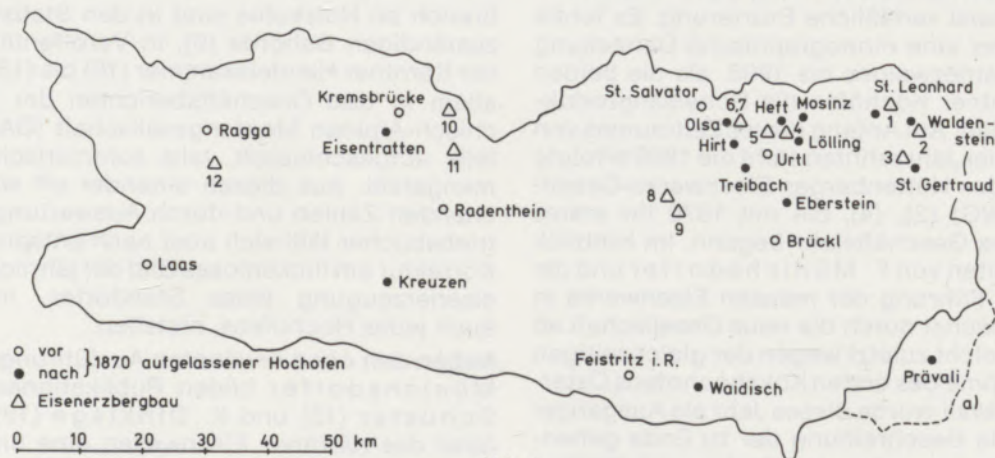 Kremsbrücke
Ragga
Eisentratten
12
11
Radenthein
Laas
Kreuzen
St. Salvator
St. Leonhard
6,7 Heft Mosinz
Olsa
Walden-
stein
Hirt
5
4
Lölling
1
2
3
Urtl
Treibach
St. Gertraud
8
9
Eberstein
Brückl
Feistritz i. R.
Waidisch
Prävali
a)
vor
nach }1870 aufgelassener Hochofen
Eisenerzbergbau
0 10 20 30 40 50 km